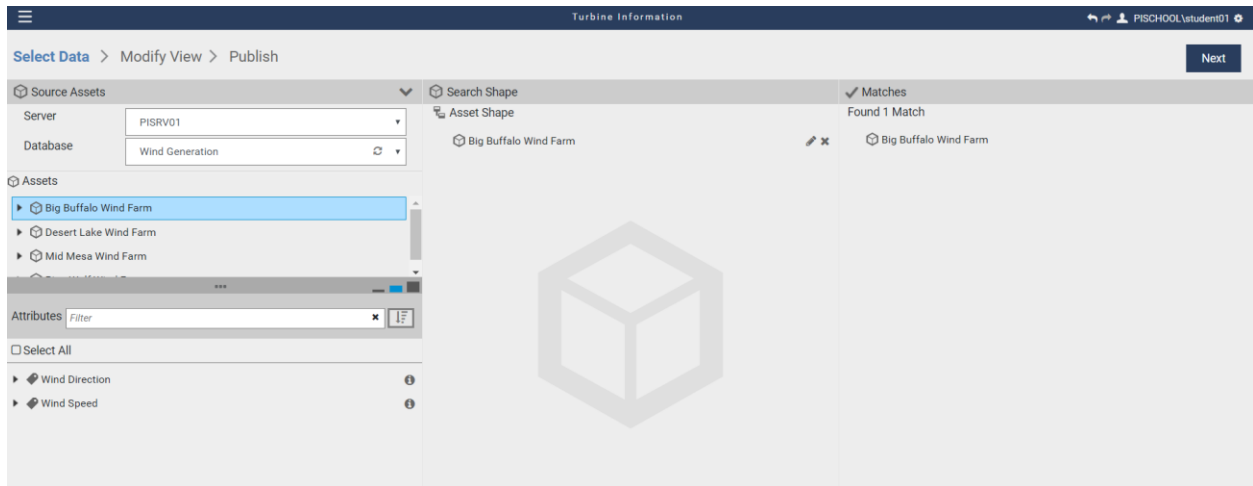 Turbine Information
PISCHOOL\student01
Select Data > Modify View > Publish
Next
Source Assets
Server
PISRV01
Database
Wind Generation
Assets
Big Buffalo Wind Farm
Desert Lake Wind Farm
Mid Mesa Wind Farm
Attributes
Filter
Select All
Wind Direction
Wind Speed
Search Shape
Asset Shape
Big Buffalo Wind Farm
Matches
Found 1 Match
Big Buffalo Wind Farm